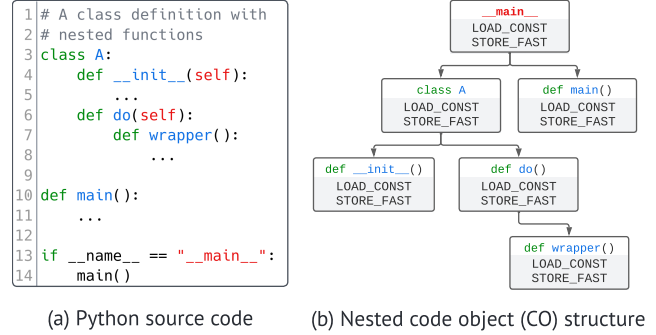 1 # A class definition with
2 # nested functions
3 class A:
4     def __init__(self):
5         ...
6     def do(self):
7         def wrapper():
8             ...
9
10 def main():
11     ...
12
13 if __name__ == "__main__":
14     main()
(a) Python source code
__main__
LOAD_CONST
STORE_FAST
class A
LOAD_CONST
STORE_FAST
def main()
LOAD_CONST
STORE_FAST
def __init__()
LOAD_CONST
STORE_FAST
def do()
LOAD_CONST
STORE_FAST
def wrapper()
LOAD_CONST
STORE_FAST
(b) Nested code object (CO) structure